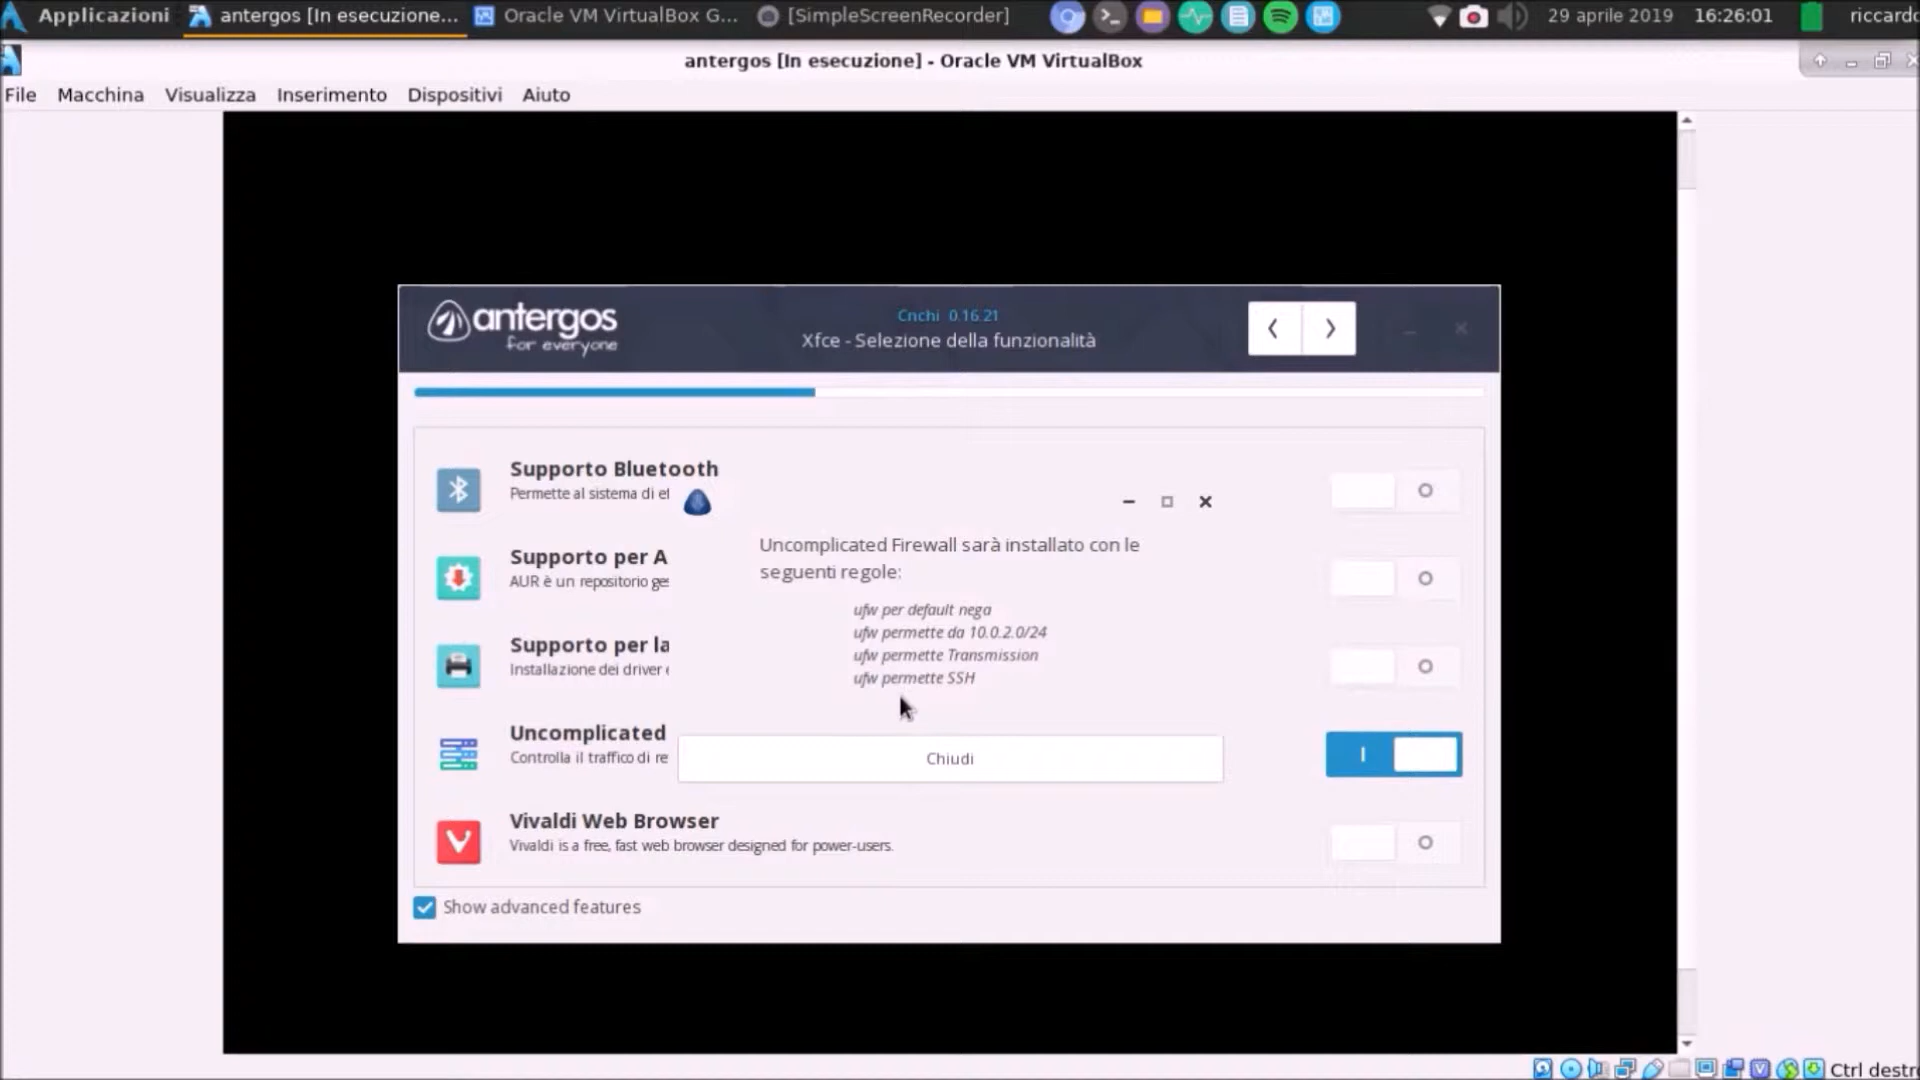 Applicazioni
antergos [In esecuzione...
Oracle VM VirtualBox G...
[SimpleScreenRecorder]
29 aprile 2019
16:26:01
antergos [In esecuzione] - Oracle VM VirtualBox
File Macchina Visualizza Inserimento Dispositivi Aiuto
antergos
for everyone
Cnchi 0.16.21
Xfce - Selezione della funzionalità
Supporto Bluetooth
Permette al sistema di
Supporto per A
AUR è un repositorio
Supporto per la
Installazione dei driver
Uncomplicated
Controlla il traffico di
Vivaldi Web Browser
Vivaldi is a free, fast web browser designed for power-users.
Uncomplicated Firewall sarà installato con le
seguenti regole:
ufw per default nega
ufw permette da 10.0.2.0/24
ufw permette Transmission
ufw permette SSH
Chiudi
Show advanced features
Ctrl